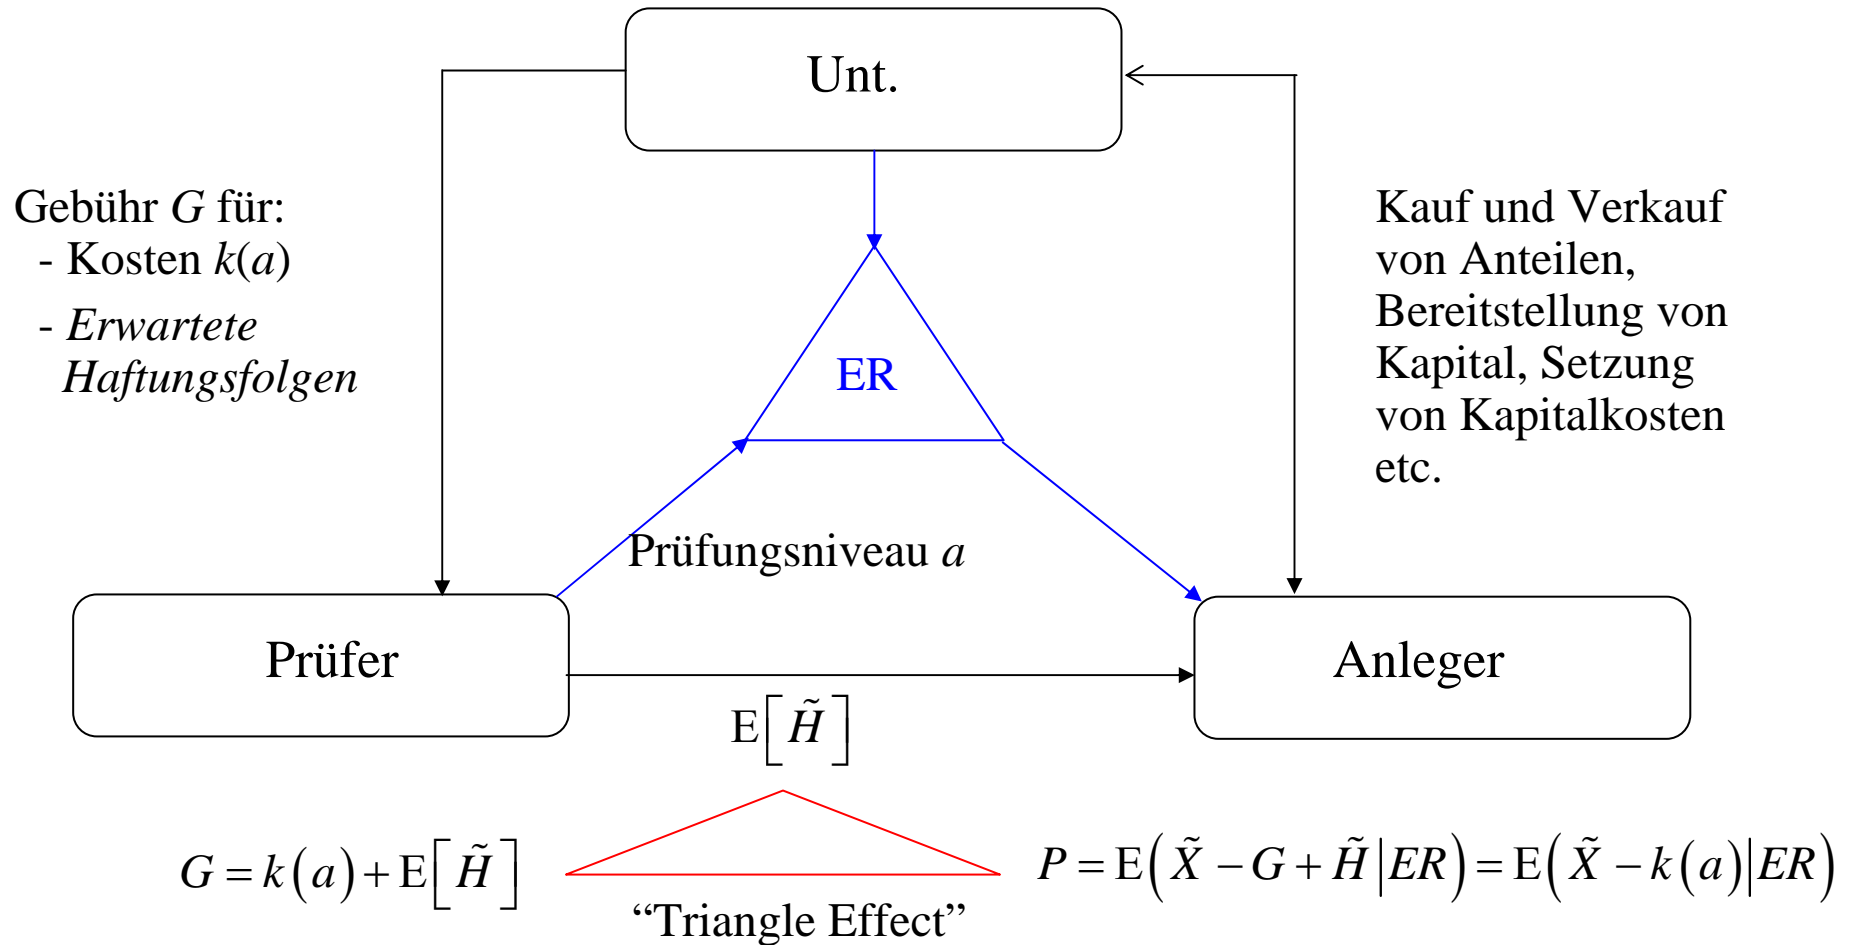 Unt.
Gebühr G für:
- Kosten k(a)
- Erwartete
Haftungsfolgen
Kauf und Verkauf
von Anteilen,
Bereitstellung von
Kapital, Setzung
von Kapitalkosten
etc.
ER
Prüfungsniveau a
Prüfer
Anleger
E[H̃]
G = k(a) + E[H̃]
P = E(X̃ − G + H̃|ER) = E(X̃ − k(a)|ER)
“Triangle Effect”